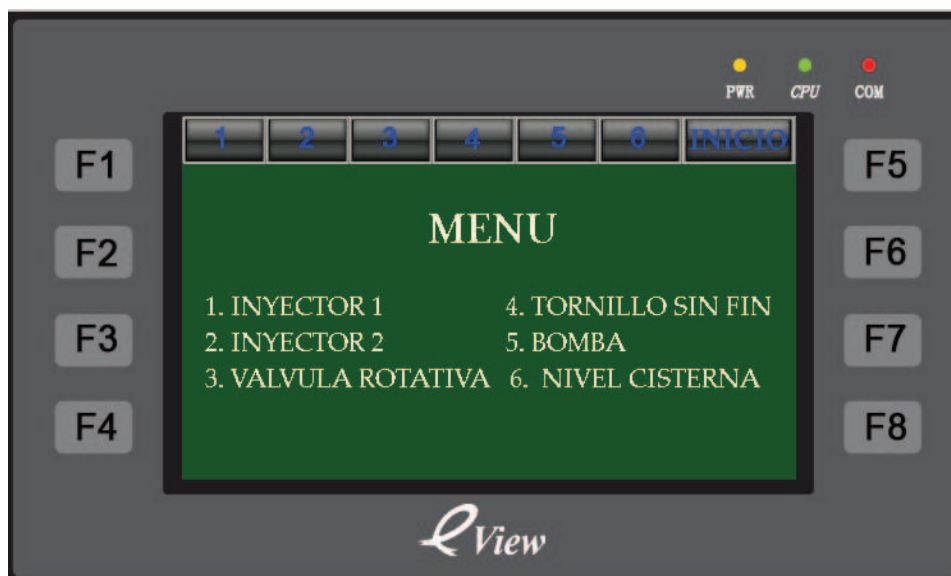 PWR CPU COM
1 2 3 4 5 6 INICIO
F1
F2
F3
F4
MENU
1. INYECTOR 1
2. INYECTOR 2
3. VALVULA ROTATIVA
4. TORNILLO SIN FIN
5. BOMBA
6. NIVEL CISTERNA
F5
F6
F7
F8
eView